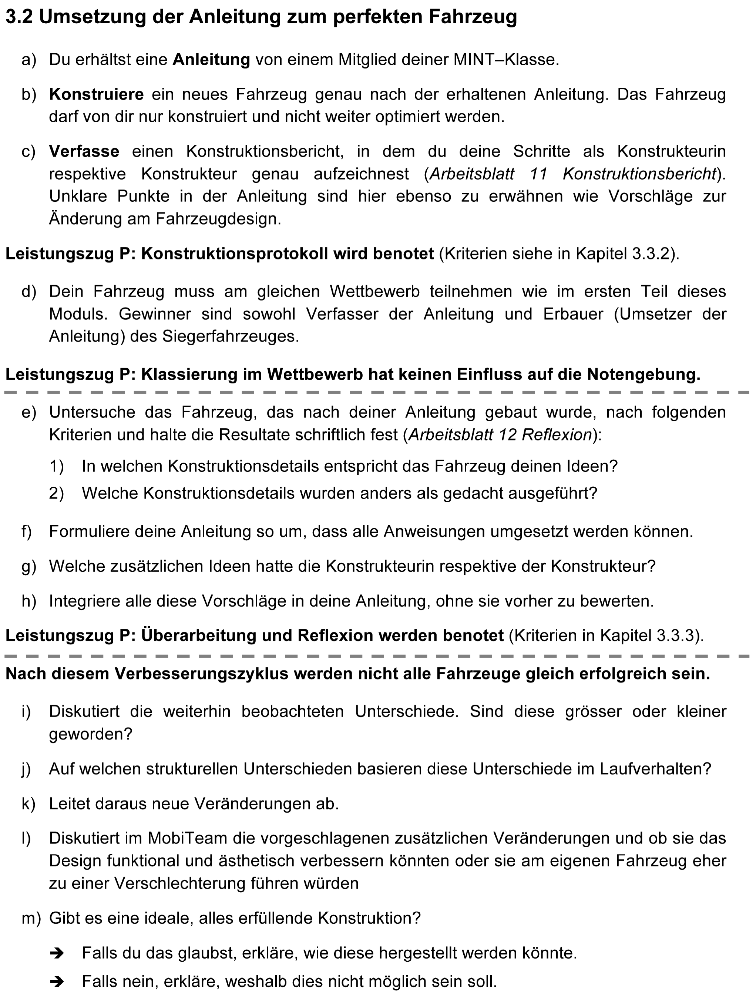 3.2 Umsetzung der Anleitung zum perfekten Fahrzeug
a) Du erhältst eine Anleitung von einem Mitglied deiner MINT–Klasse.
b) Konstruiere ein neues Fahrzeug genau nach der erhaltenen Anleitung. Das Fahrzeug
darf von dir nur konstruiert und nicht weiter optimiert werden.
c) Verfasse einen Konstruktionsbericht, in dem du deine Schritte als Konstrukteurin
respektive Konstrukteur genau aufzeichnest (Arbeitsblatt 11 Konstruktionsbericht).
Unklare Punkte in der Anleitung sind hier ebenso zu erwähnen wie Vorschläge zur
Änderung am Fahrzeugdesign.
Leistungszug P: Konstruktionsprotokoll wird benotet (Kriterien siehe in Kapitel 3.3.2).
d) Dein Fahrzeug muss am gleichen Wettbewerb teilnehmen wie im ersten Teil dieses
Moduls. Gewinner sind sowohl Verfasser der Anleitung und Erbauer (Umsetzer der
Anleitung) des Siegerfahrzeuges.
Leistungszug P: Klassierung im Wettbewerb hat keinen Einfluss auf die Notengebung.
e) Untersuche das Fahrzeug, das nach deiner Anleitung gebaut wurde, nach folgenden
Kriterien und halte die Resultate schriftlich fest (Arbeitsblatt 12 Reflexion):
1) In welchen Konstruktionsdetails entspricht das Fahrzeug deinen Ideen?
2) Welche Konstruktionsdetails wurden anders als gedacht ausgeführt?
f) Formuliere deine Anleitung so um, dass alle Anweisungen umgesetzt werden können.
g) Welche zusätzlichen Ideen hatte die Konstrukteurin respektive der Konstrukteur?
h) Integriere alle diese Vorschläge in deine Anleitung, ohne sie vorher zu bewerten.
Leistungszug P: Überarbeitung und Reflexion werden benotet (Kriterien in Kapitel 3.3.3).
Nach diesem Verbesserungszyklus werden nicht alle Fahrzeuge gleich erfolgreich sein.
i) Diskutiert die weiterhin beobachteten Unterschiede. Sind diese grösser oder kleiner
geworden?
j) Auf welchen strukturellen Unterschieden basieren diese Unterschiede im Laufverhalten?
k) Leitet daraus neue Veränderungen ab.
l) Diskutiert im MobiTeam die vorgeschlagenen zusätzlichen Veränderungen und ob sie das
Design funktional und ästhetisch verbessern könnten oder sie am eigenen Fahrzeug eher
zu einer Verschlechterung führen würden
m) Gibt es eine ideale, alles erfüllende Konstruktion?
➔ Falls du das glaubst, erkläre, wie diese hergestellt werden könnte.
➔ Falls nein, erkläre, weshalb dies nicht möglich sein soll.